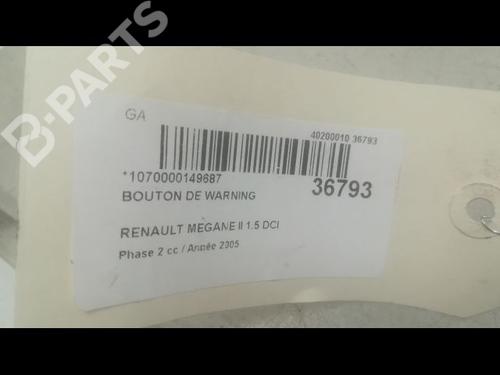 B-PARTS
GA
40200010 36793
*1070000149687
36793
BOUTON DE WARNING
RENAULT MEGANE II 1.5 DCI
Phase 2 cc / Année 2005